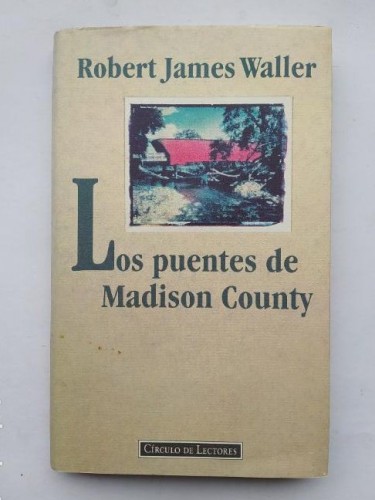 Robert James Waller
Los puentes de
Madison County
CÍRCULO DE LECTORES